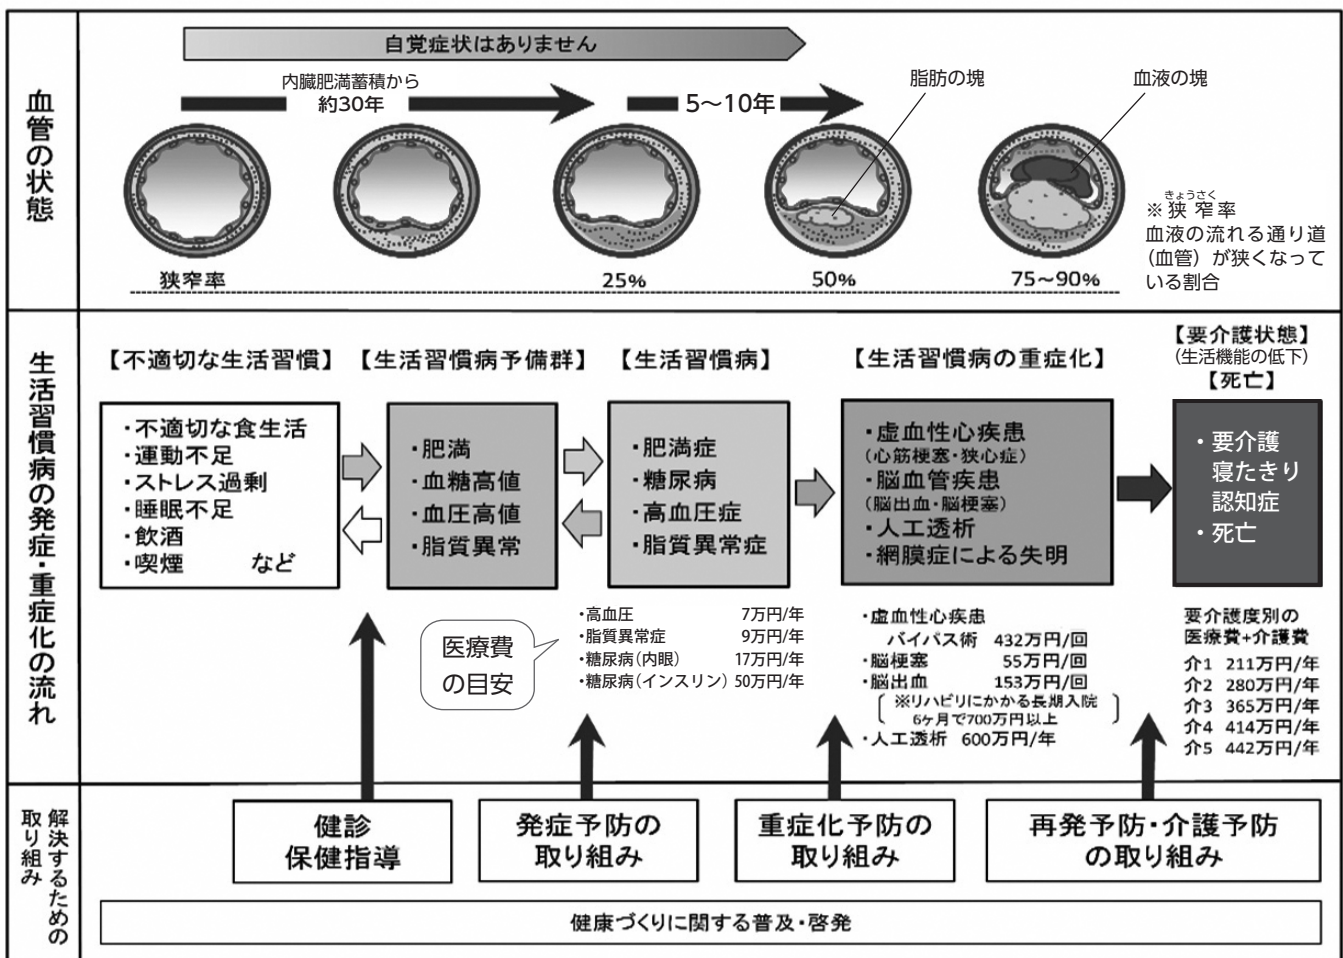 血管の状態
自覚症状はありません
内臓肥満蓄積から
約30年
5～10年
脂肪の塊
血液の塊
狭窄率
25%
50%
75～90%
きょうさく
※狭窄率
血液の流れる通り道
（血管）が狭くなって
いる割合
生活習慣病の発症・重症化の流れ
【不適切な生活習慣】
・不適切な食生活
・運動不足
・ストレス過剰
・睡眠不足
・飲酒
・喫煙　　　など
【生活習慣病予備群】
・肥満
・血糖高値
・血圧高値
・脂質異常
【生活習慣病】
・肥満症
・糖尿病
・高血圧症
・脂質異常症
【生活習慣病の重症化】
・虚血性心疾患
（心筋梗塞・狭心症）
・脳血管疾患
（脳出血・脳梗塞）
・人工透析
・網膜症による失明
【要介護状態】
（生活機能の低下）
【死亡】
・要介護
寝たきり
認知症
・死亡
医療費
の目安
・高血圧　7万円/年
・脂質異常症　9万円/年
・糖尿病（内眼）　17万円/年
・糖尿病（インスリン）50万円/年
・虚血性心疾患
バイパス術　432万円/回
・脳梗塞　55万円/回
・脳出血　153万円/回
※リハビリにかかる長期入院
6ヶ月で700万円以上
・人工透析　600万円/年
要介護度別の
医療費+介護費
介1　211万円/年
介2　280万円/年
介3　365万円/年
介4　414万円/年
介5　442万円/年
解決するための
取り組み
健診
保健指導
発症予防の
取り組み
重症化予防の
取り組み
再発予防・介護予防
の取り組み
健康づくりに関する普及・啓発